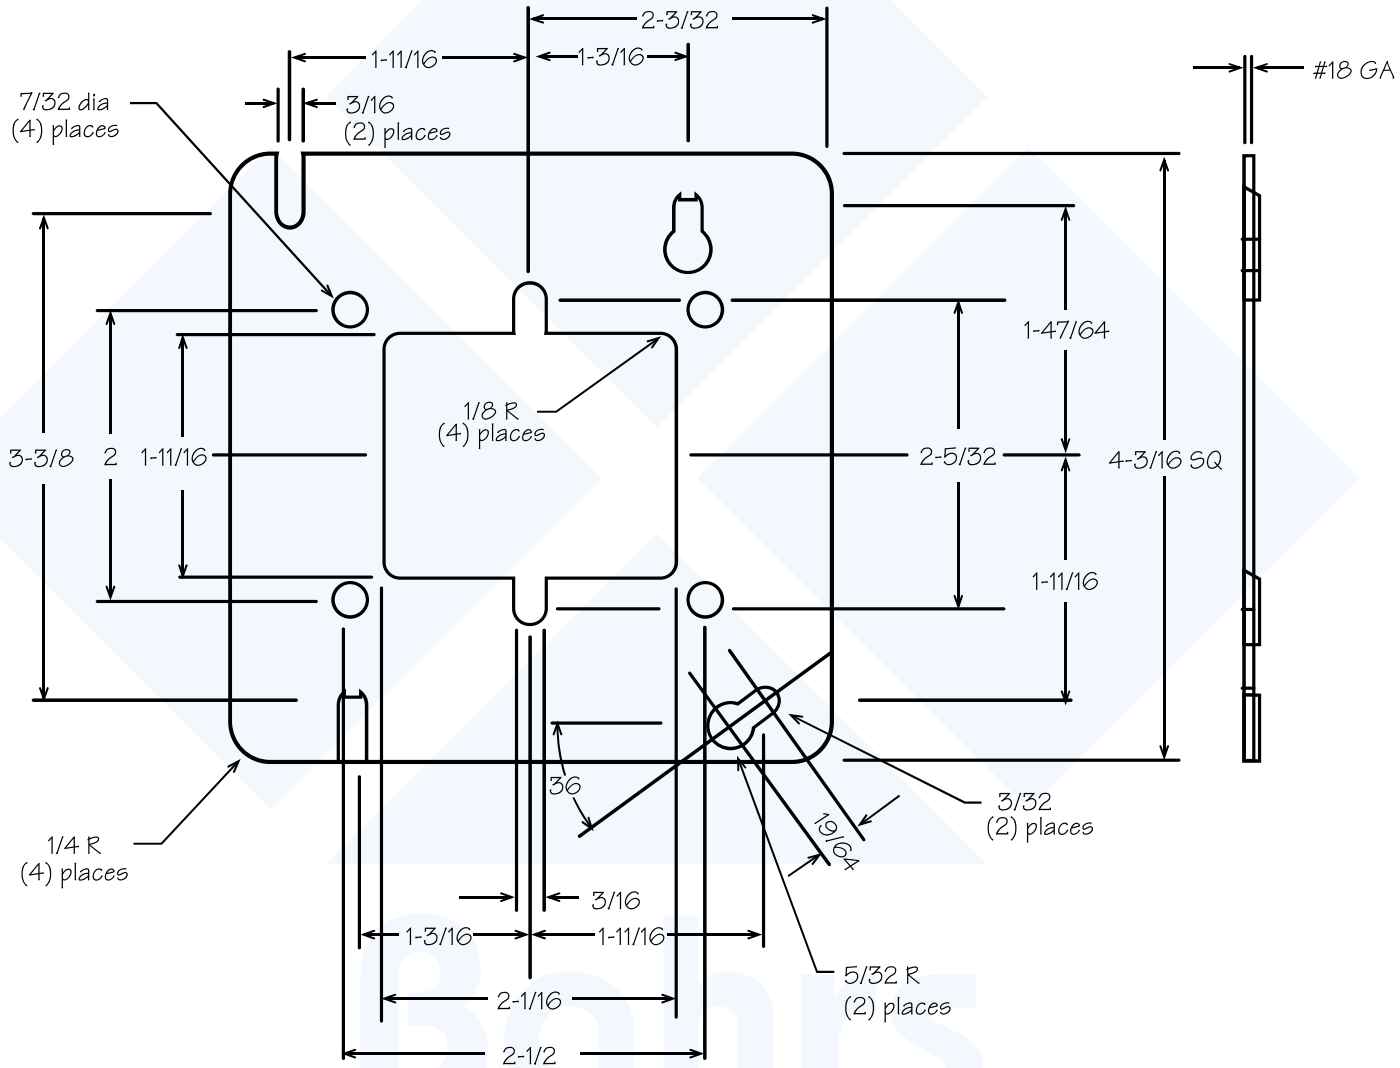 2-3/32
1-11/16
1-3/16
#18 GA
7/32 dia
(4) places
3/16
(2) places
1-47/64
1/8 R
(4) places
3-3/8
2
1-11/16
2-5/32
4-3/16 SQ
1-11/16
36
3/32
(2) places
19/64
1/4 R
(4) places
3/16
1-3/16
1-11/16
5/32 R
(2) places
2-1/16
2-1/2
Bohrs